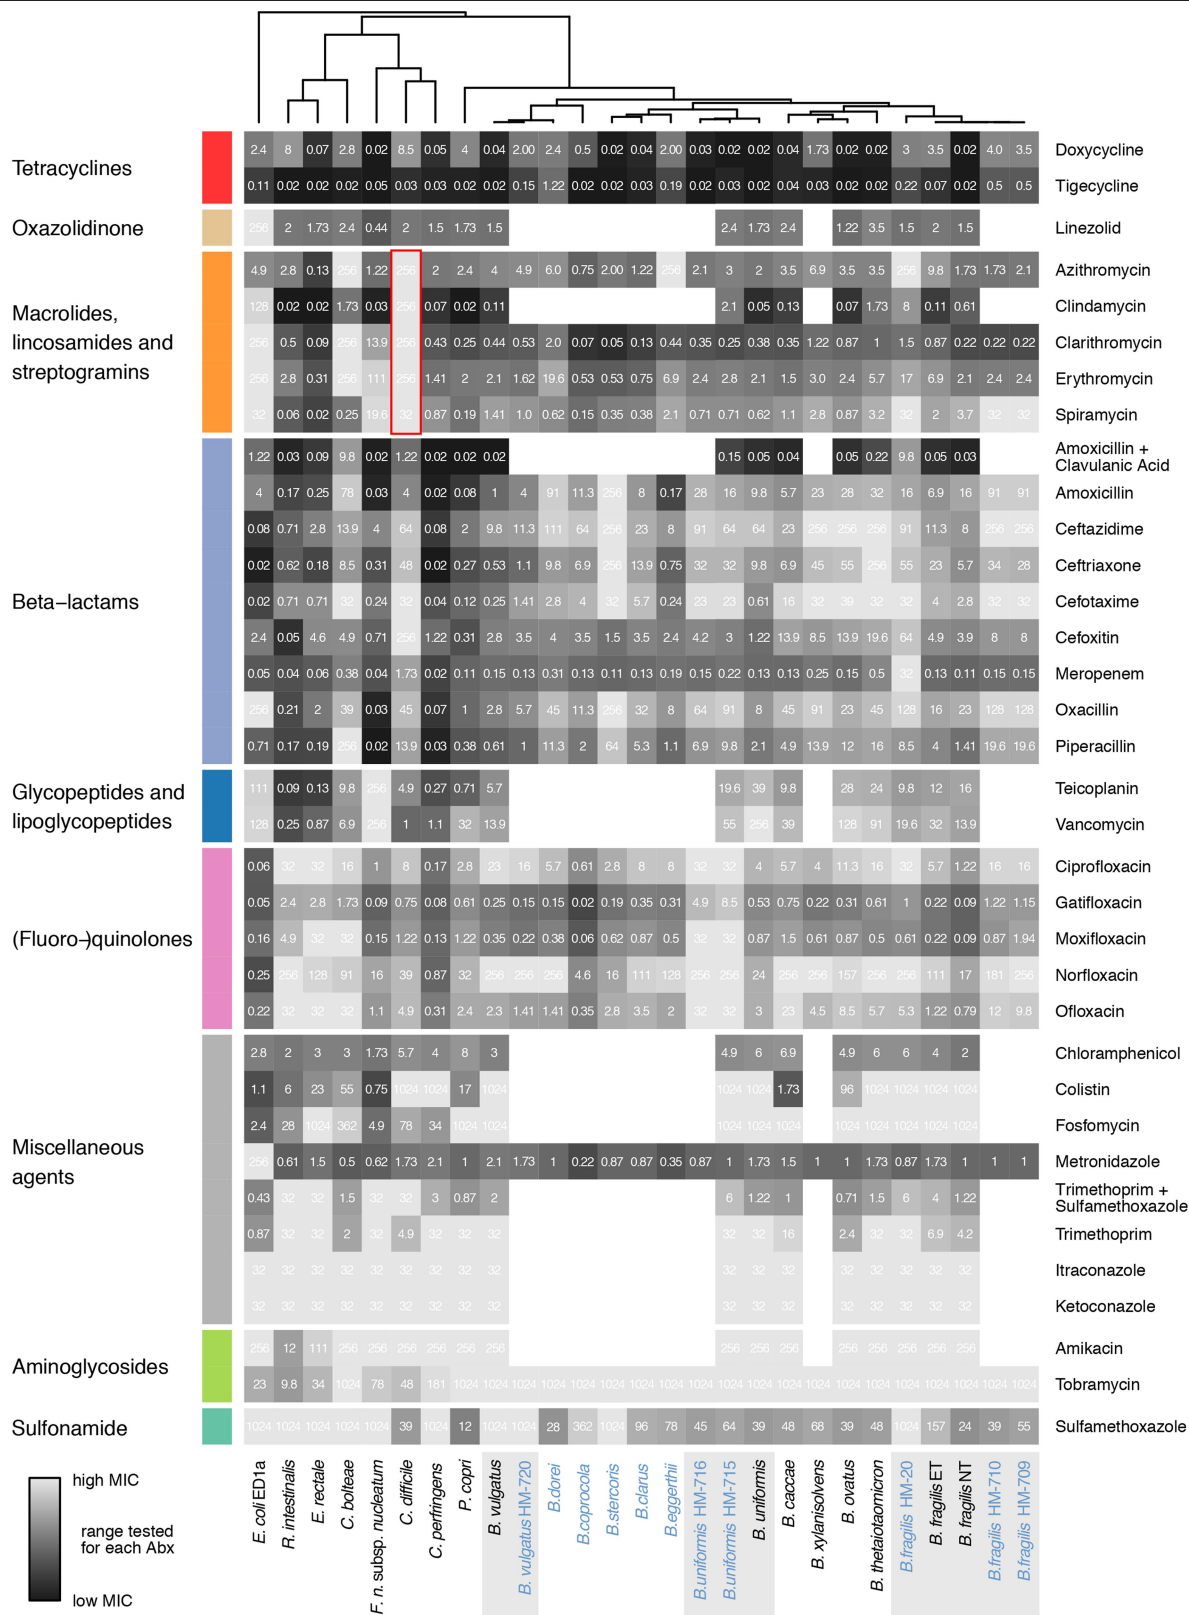 Tetracyclines
2.4 8 0.07 2.8 0.02 8.5 0.05 4 0.04 2.00 2.4 0.5 0.02 0.04 2.00 0.03 0.02 0.02 0.04 1.73 0.02 0.02 3 3.5 0.02 4.0 3.5 Doxycycline
0.11 0.02 0.02 0.02 0.05 0.03 0.03 0.02 0.02 0.15 1.22 0.02 0.02 0.03 0.19 0.02 0.03 0.02 0.04 0.03 0.02 0.02 0.22 0.07 0.02 0.5 0.5 Tigecycline
Oxazolidinone
256 2 1.73 2.4 0.44 2 1.5 1.73 1.5 2.4 1.73 2.4 1.22 3.5 1.5 2 1.5 Linezolid
Macrolides,
lincosamides and
streptogramins
4.9 2.8 0.13 256 1.22 256 2 2.4 4 4.9 6.0 0.75 2.00 1.22 256 2.1 3 2 3.5 6.9 3.5 3.5 256 9.8 1.73 1.73 2.1 Azithromycin
128 0.02 0.02 1.73 0.03 256 0.07 0.02 0.11 2.1 0.05 0.13 0.07 1.73 8 0.11 0.61 Clindamycin
256 0.5 0.09 256 13.9 256 0.43 0.25 0.44 0.53 2.0 0.07 0.05 0.13 0.44 0.35 0.25 0.38 0.35 1.22 0.87 1 1.5 0.87 0.22 0.22 0.22 Clarithromycin
256 2.8 0.31 256 111 256 1.41 2 2.1 1.62 19.6 0.53 0.53 0.75 6.9 2.4 2.8 2.1 1.5 3.0 2.4 5.7 17 6.9 2.1 2.4 2.4 Erythromycin
32 0.06 0.02 0.25 19.6 32 0.87 0.19 1.41 1.0 0.62 0.15 0.35 0.38 2.1 0.71 0.71 0.62 1.1 2.8 0.87 3.2 32 2 3.7 32 32 Spiramycin
Beta–lactams
1.22 0.03 0.09 9.8 0.02 1.22 0.02 0.02 0.02 0.15 0.05 0.04 0.05 0.22 9.8 0.05 0.03 Amoxicillin +
Clavulanic Acid
4 0.17 0.25 78 0.03 4 0.02 0.08 1 4 91 11.3 256 8 0.17 28 16 9.8 5.7 23 28 32 16 6.9 16 91 91 Amoxicillin
0.08 0.71 2.8 13.9 4 64 0.08 2 9.8 11.3 111 64 256 23 8 91 64 64 23 256 256 256 91 11.3 8 256 256 Ceftazidime
0.02 0.62 0.18 8.5 0.31 48 0.02 0.27 0.53 1.1 9.8 6.9 256 13.9 0.75 32 32 9.8 6.9 45 55 256 55 23 5.7 34 28 Ceftriaxone
0.02 0.71 0.71 32 0.24 32 0.04 0.12 0.25 1.41 2.8 4 32 5.7 0.24 23 23 0.61 16 32 39 32 32 4 2.8 32 32 Cefotaxime
2.4 0.05 4.6 4.9 0.71 256 1.22 0.31 2.8 3.5 4 3.5 1.5 3.5 2.4 4.2 3 1.22 13.9 8.5 13.9 19.6 64 4.9 3.9 8 8 Cefoxitin
0.05 0.04 0.06 0.38 0.04 1.73 0.02 0.11 0.15 0.13 0.31 0.13 0.11 0.13 0.19 0.15 0.22 0.13 0.13 0.25 0.15 0.5 32 0.13 0.11 0.15 0.15 Meropenem
256 0.21 2 39 0.03 45 0.07 1 2.8 5.7 45 11.3 256 32 8 64 91 8 45 91 23 45 128 16 23 128 128 Oxacillin
0.71 0.17 0.19 256 0.02 13.9 0.03 0.38 0.61 1 11.3 2 64 5.3 1.1 6.9 9.8 2.1 4.9 13.9 12 16 8.5 4 1.41 19.6 19.6 Piperacillin
Glycopeptides and
lipoglycopeptides
111 0.09 0.13 9.8 256 4.9 0.27 0.71 5.7 19.6 39 9.8 28 24 9.8 12 16 Teicoplanin
128 0.25 0.87 6.9 256 1 1.1 32 13.9 55 256 39 128 91 19.6 32 13.9 Vancomycin
(Fluoro–)quinolones
0.06 32 32 16 1 8 0.17 2.8 23 16 5.7 0.61 2.8 8 8 32 32 4 5.7 4 11.3 16 32 5.7 1.22 16 16 Ciprofloxacin
0.05 2.4 2.8 1.73 0.09 0.75 0.08 0.61 0.25 0.15 0.15 0.02 0.19 0.35 0.31 4.9 8.5 0.53 0.75 0.22 0.31 0.61 1 0.22 0.09 1.22 1.15 Gatifloxacin
0.16 4.9 32 32 0.15 1.22 0.13 1.22 0.35 0.22 0.38 0.06 0.62 0.87 0.5 32 32 0.87 1.5 0.61 0.87 0.5 0.61 0.22 0.09 0.87 1.94 Moxifloxacin
0.25 256 128 91 16 39 0.87 32 256 256 256 4.6 16 111 128 256 256 24 256 256 157 256 256 111 17 181 256 Norfloxacin
0.22 32 32 32 1.1 4.9 0.31 2.4 2.3 1.41 1.41 0.35 2.8 3.5 2 32 32 3 23 4.5 8.5 5.7 5.3 1.22 0.79 12 9.8 Ofloxacin
Miscellaneous
agents
2.8 2 3 3 1.73 5.7 4 8 3 4.9 6 6.9 4.9 6 6 4 2 Chloramphenicol
1.1 6 23 55 0.75 1024 1024 17 1024 1024 1024 1.73 96 1024 1024 1024 1024 Colistin
2.4 28 1024 362 4.9 78 34 1024 1024 1024 1024 1024 1024 1024 1024 1024 1024 Fosfomycin
256 0.61 1.5 0.5 0.62 1.73 2.1 1 2.1 1.73 1 0.22 0.87 0.87 0.35 0.87 1 1.73 1.5 1 1 1.73 0.87 1.73 1 1 1 Metronidazole
0.43 32 32 1.5 32 32 3 0.87 2 6 1.22 1 0.71 1.5 6 4 1.22 Trimethoprim +
Sulfamethoxazole
0.87 32 32 2 32 4.9 32 32 32 32 32 16 2.4 32 32 6.9 4.2 Trimethoprim
32 32 32 32 32 32 32 32 32 32 32 32 32 32 32 32 32 Itraconazole
32 32 32 32 32 32 32 32 32 32 32 32 32 32 32 32 32 Ketoconazole
Aminoglycosides
256 12 111 256 256 256 256 256 256 256 256 256 256 256 256 256 256 Amikacin
23 9.8 34 1024 78 48 181 1024 1024 1024 1024 1024 1024 1024 1024 1024 1024 1024 1024 1024 1024 1024 1024 1024 1024 1024 1024 Tobramycin
Sulfonamide
1024 1024 1024 1024 1024 39 1024 12 1024 1024 28 362 1024 96 78 45 64 39 48 68 39 48 1024 157 24 39 55 Sulfamethoxazole
high MIC
range tested
for each Abx
low MIC
E. coli ED1a
R. intestinalis
E. rectale
C. bolteae
F. n. subsp. nucleatum
C. difficile
C. perfringens
P. copri
B. vulgatus
B. vulgatus HM-720
B.dorei
B.coprocola
B.stercoris
B.clarus
B.eggerthii
B.uniformis HM-716
B.uniformis HM-715
B. uniformis
B. caccae
B. xylanisolvens
B. ovatus
B. thetaiotaomicron
B.fragilis HM-20
B. fragilis ET
B. fragilis NT
B.fragilis HM-710
B.fragilis HM-709